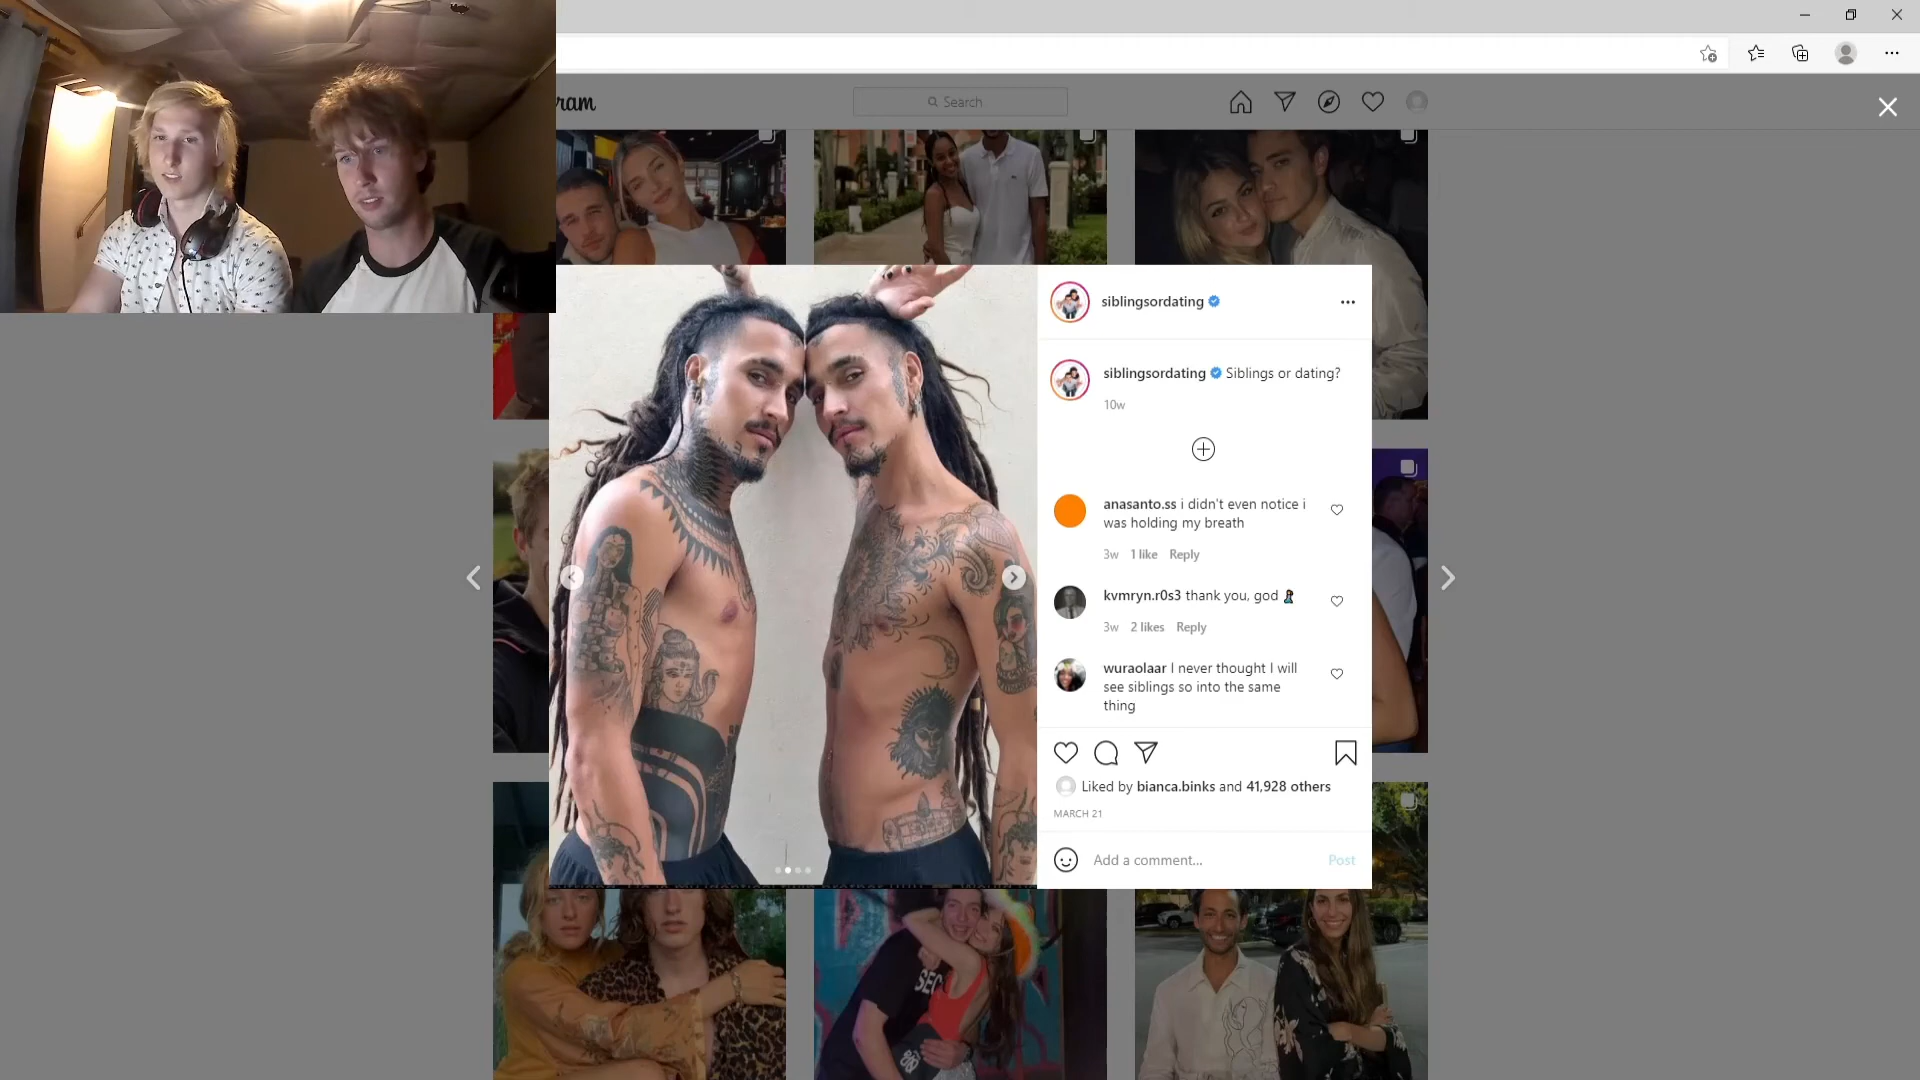 ram
Search
siblingsordating
siblingsordating Siblings or dating?
10w
anasanto.ss i didn't even notice i
was holding my breath
3w 1 like Reply
kvmryn.r0s3 thank you, god
3w 2 likes Reply
wuraolaar I never thought I will
see siblings so into the same
thing
Liked by bianca.binks and 41,928 others
MARCH 21
Add a comment...
Post
SEC